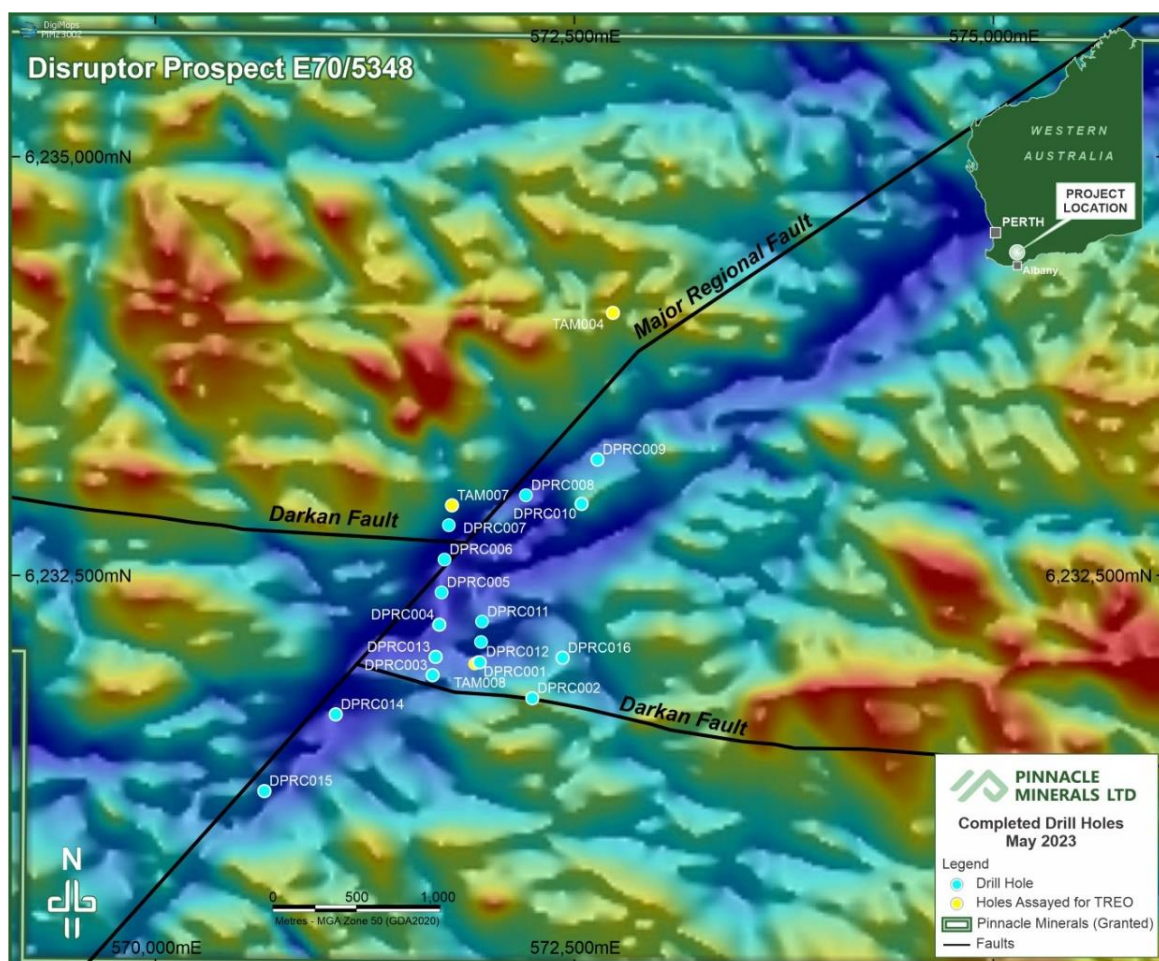 DigiMaps
PIM23002
572,500mE
575,000mE
Disruptor Prospect E70/5348
WESTERN
AUSTRALIA
6,235,000mN
PROJECT
LOCATION
PERTH
Albany
Major Regional Fault
TAM004
DPRC009
DPRC008
TAM007
DPRC010
DPRC007
Darkan Fault
DPRC006
6,232,500mN
6,232,500mN
DPRC005
DPRC004
DPRC011
DPRC013
DPRC012
DPRC016
DPRC003
DPRC001
TAM008
DPRC002
DPRC014
Darkan Fault
DPRC015
PINNACLE
MINERALS LTD
Completed Drill Holes
May 2023
Legend
Drill Hole
Holes Assayed for TREO
Pinnacle Minerals (Granted)
Faults
N
0 500 1,000
Metres - MGA Zone 50 (GDA2020)
570,000mE
572,500mE